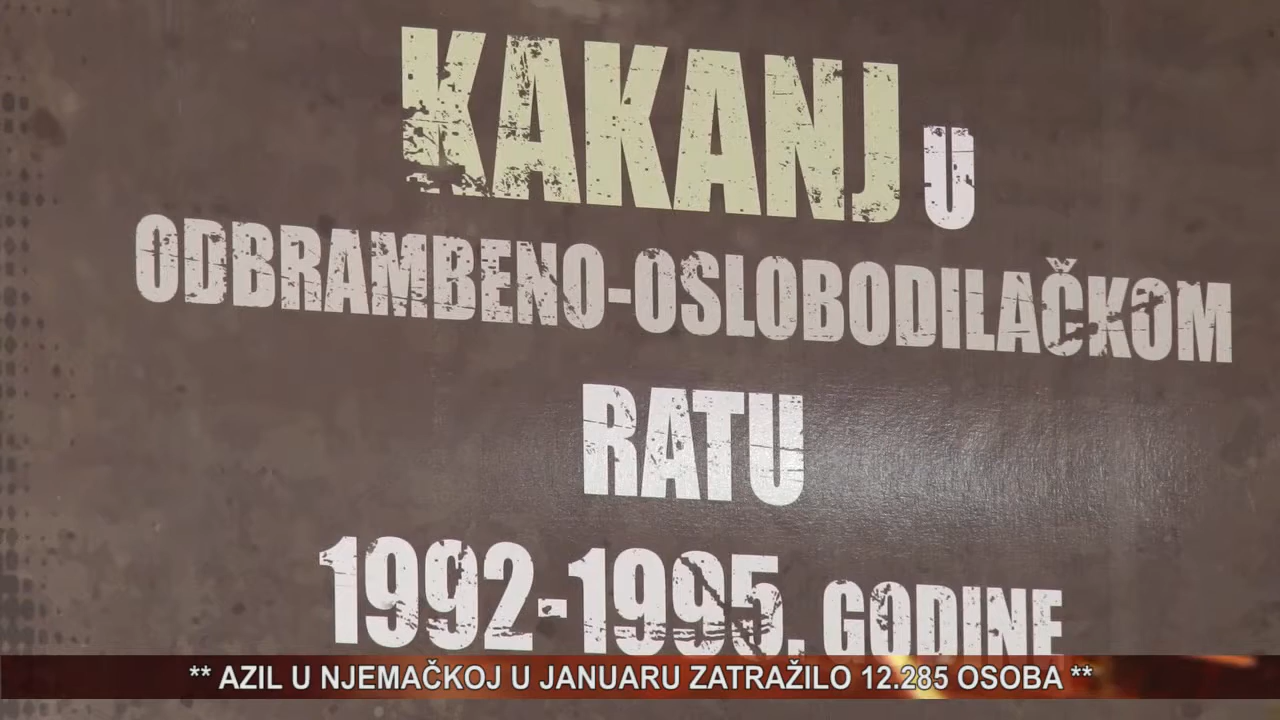 KAKANJ U
ODBRAMBENO-OSLOBODILAČKOM
RATU
1992-1995. GODINE
** AZIL U NJEMAČKOJ U JANUARU ZATRAŽILO 12.285 OSOBA **